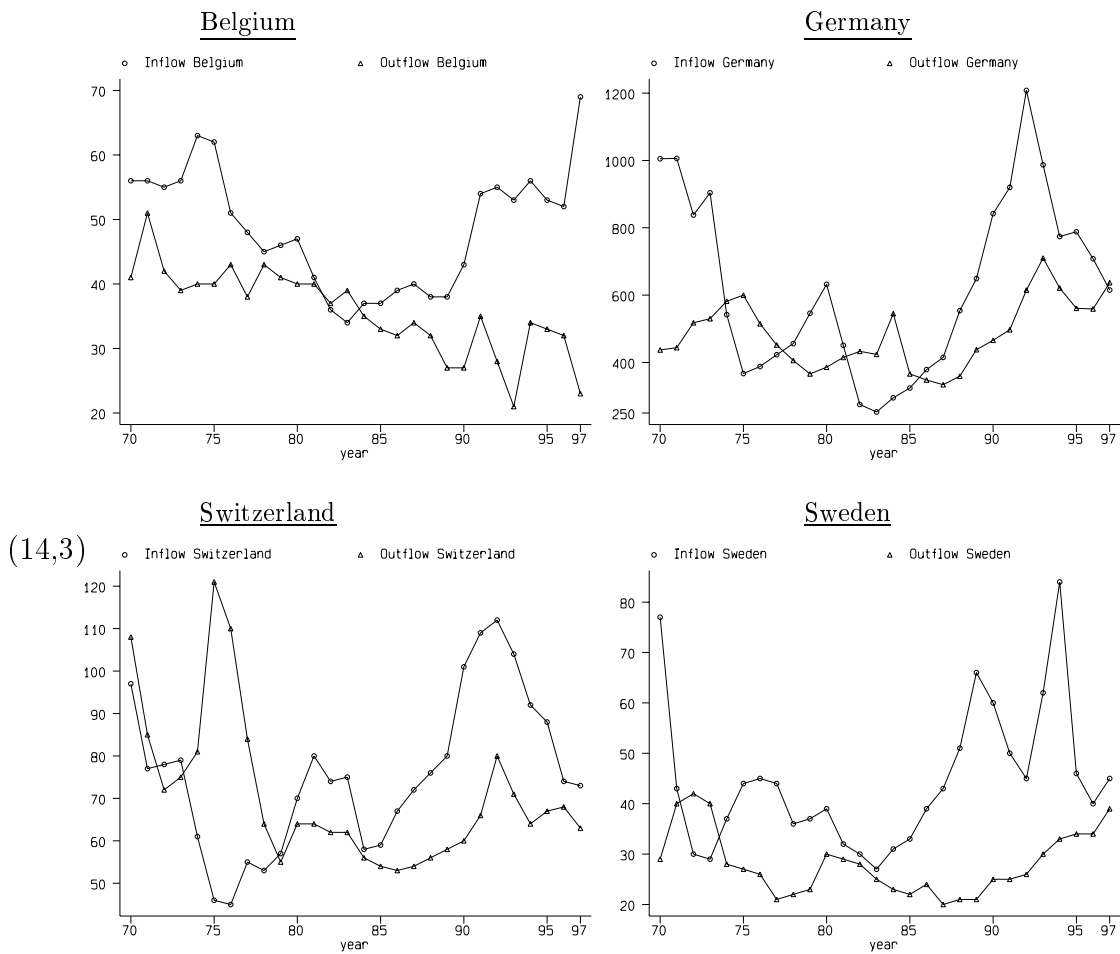 Belgium
Inflow Belgium Outflow Belgium
70
60
50
40
30
20
70 75 80 85 90 95 97
year
Germany
Inflow Germany Outflow Germany
1200
1000
800
600
400
250
70 75 80 85 90 95 97
year
(14,3)
Switzerland
Inflow Switzerland Outflow Switzerland
120
110
100
90
80
70
60
50
70 75 80 85 90 95 97
year
Sweden
Inflow Sweden Outflow Sweden
80
70
60
50
40
30
20
70 75 80 85 90 95 97
year